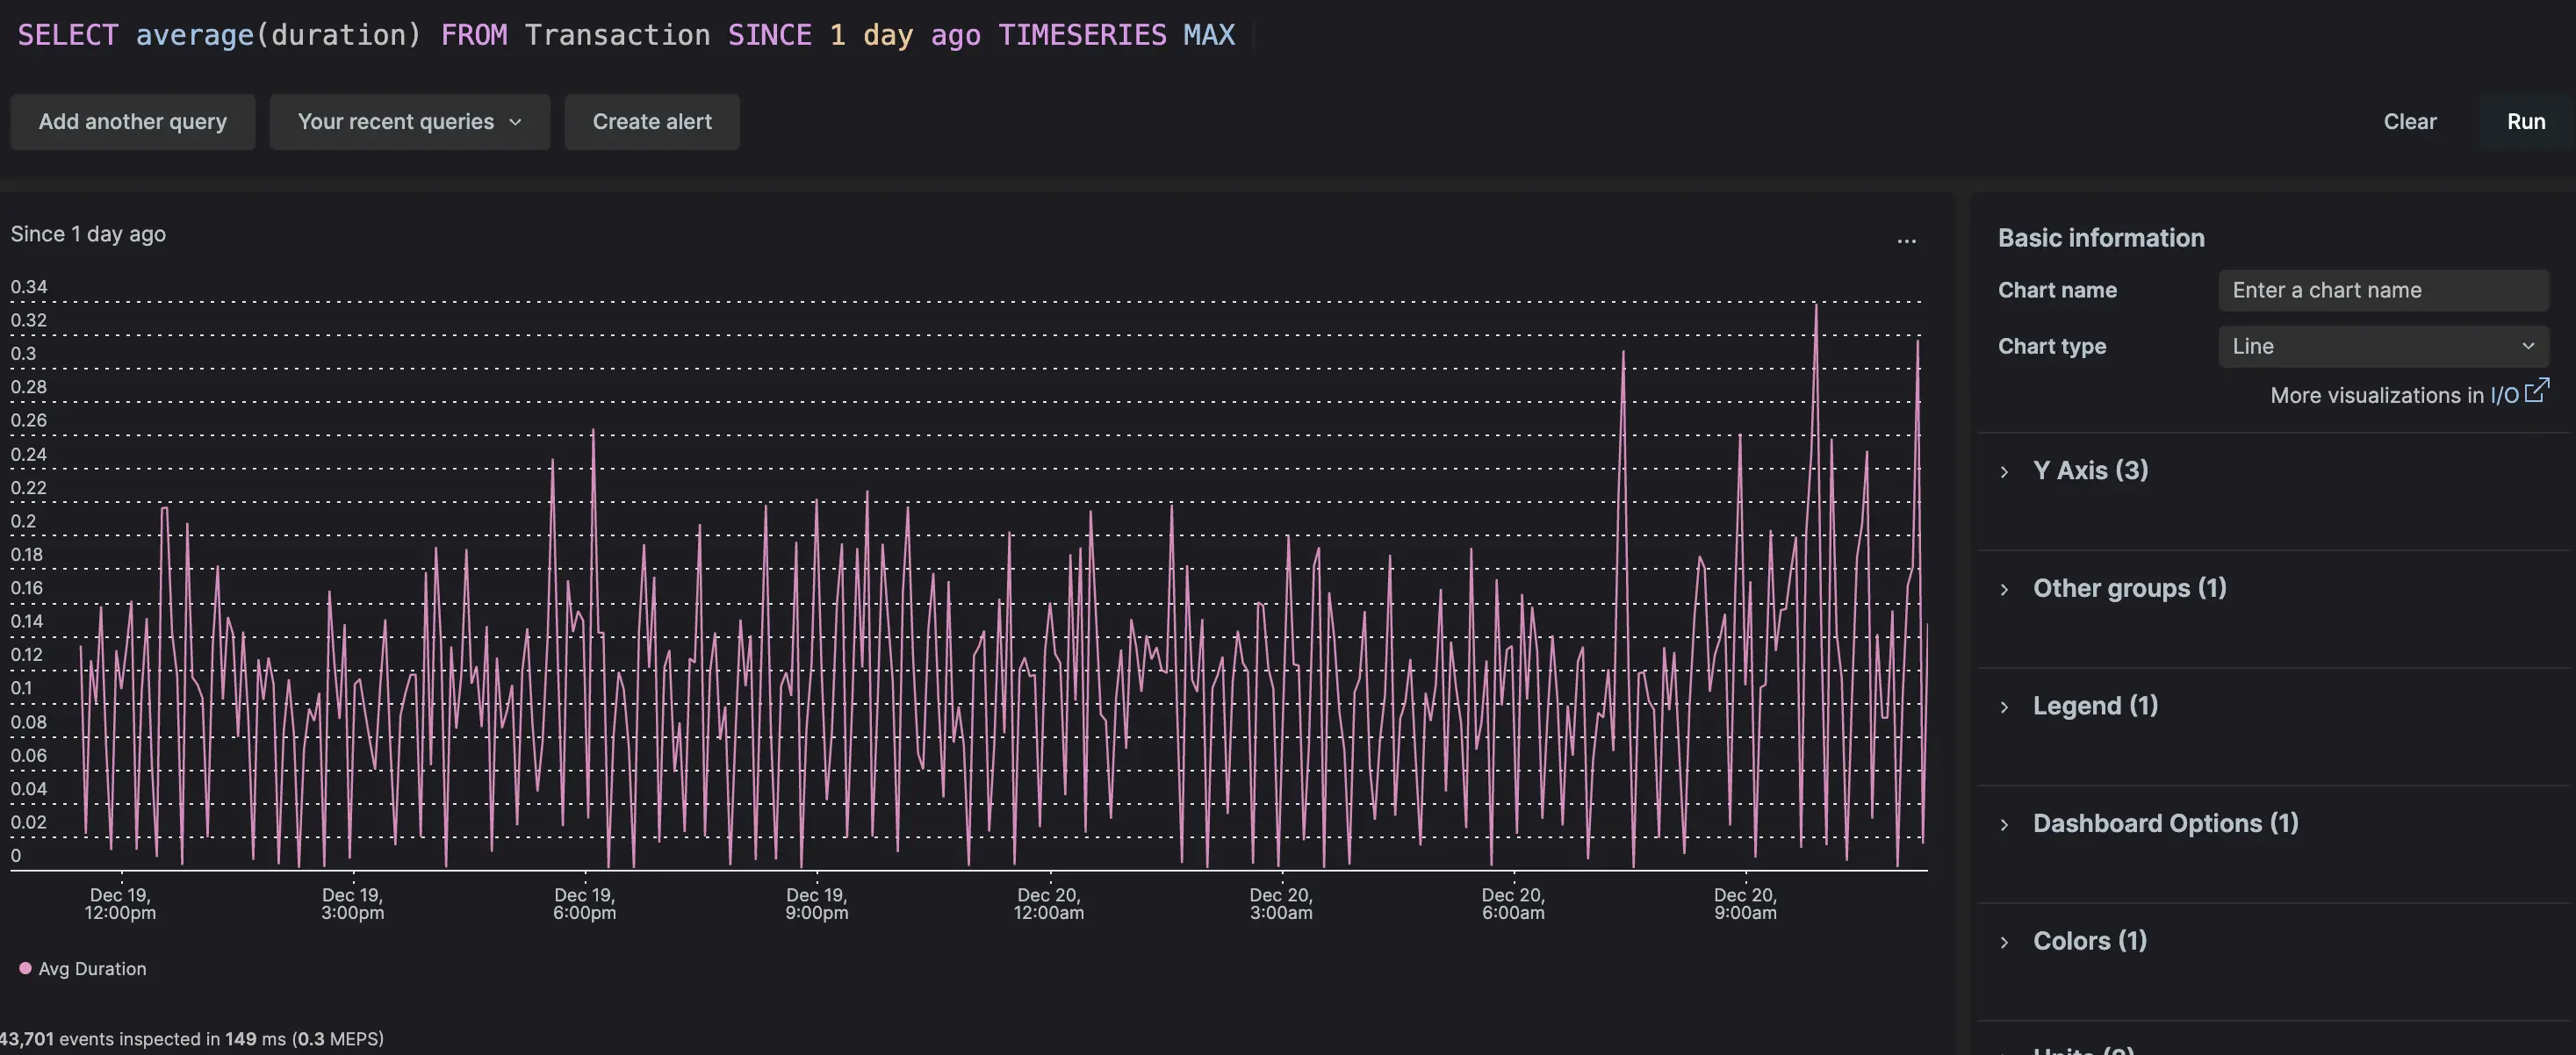 SELECT average(duration) FROM Transaction SINCE 1 day ago TIMESERIES MAX
Add another query
Your recent queries
Create alert
Clear
Run
Since 1 day ago
...
0.34
0.32
0.3
0.28
0.26
0.24
0.22
0.2
0.18
0.16
0.14
0.12
0.1
0.08
0.06
0.04
0.02
0
Dec 19,
12:00pm
Dec 19,
3:00pm
Dec 19,
6:00pm
Dec 19,
9:00pm
Dec 20,
12:00am
Dec 20,
3:00am
Dec 20,
6:00am
Dec 20,
9:00am
Avg Duration
43,701 events inspected in 149 ms (0.3 MEPS)
Basic information
Chart name
Enter a chart name
Chart type
Line
More visualizations in I/O
Y Axis (3)
Other groups (1)
Legend (1)
Dashboard Options (1)
Colors (1)